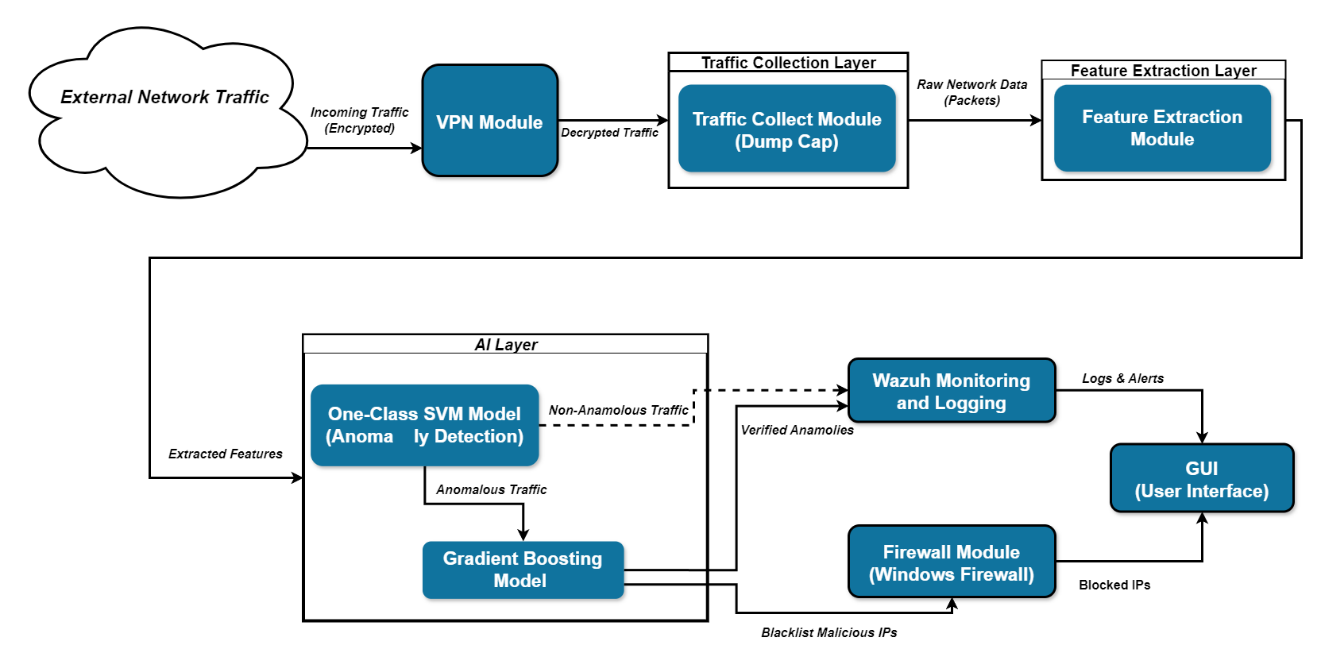 External Network Traffic
Incoming Traffic
(Encrypted)
VPN Module
Decrypted Traffic
Traffic Collection Layer
Traffic Collect Module
(Dump Cap)
Raw Network Data
(Packets)
Feature Extraction Layer
Feature Extraction
Module
Extracted Features
AI Layer
One-Class SVM Model
(Anoma ly Detection)
Non-Anamolous Traffic
Anomalous Traffic
Gradient Boosting
Model
Verified Anamolies
Blacklist Malicious IPs
Wazuh Monitoring
and Logging
Logs & Alerts
Firewall Module
(Windows Firewall)
Blocked IPs
GUI
(User Interface)